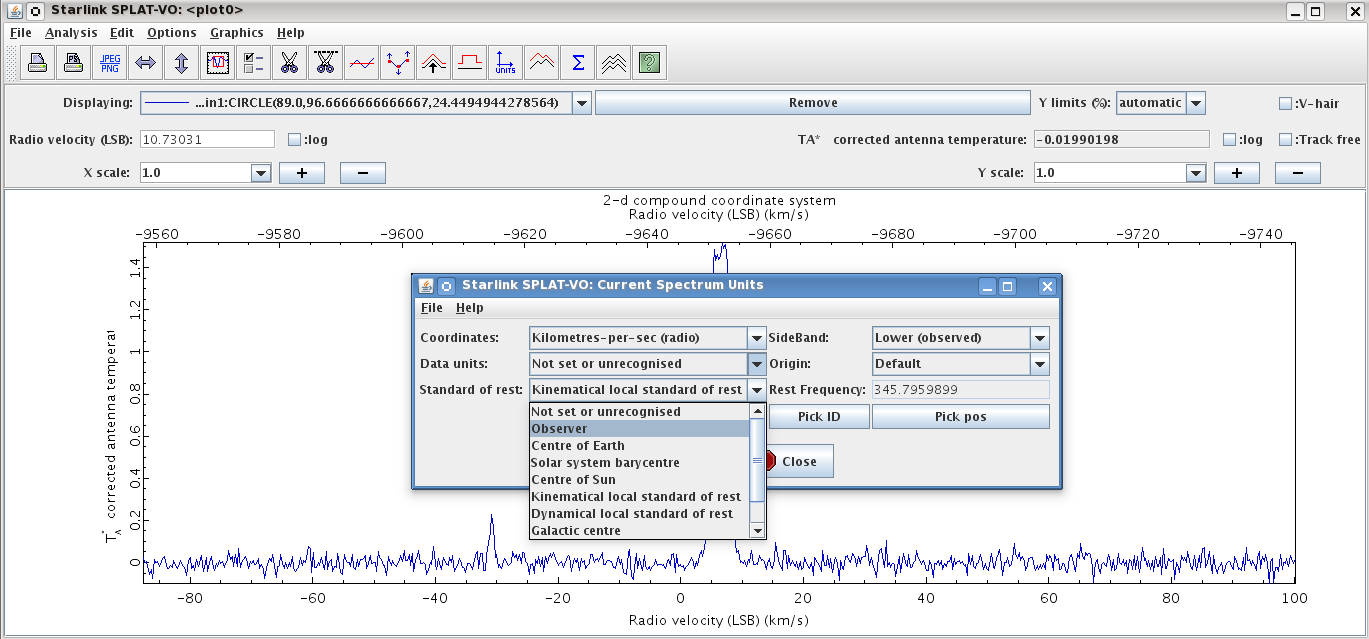 Starlink SPLAT-VO: <plot0>
File Analysis Edit Options Graphics Help
PS JPEG PNG UNITS Σ ?
Displaying: ...in1:CIRCLE(89.0,96.6666666666667,24.4494944278564) Remove Y limits (%): automatic :V-hair
Radio velocity (LSB): 10.73031 :log TA* corrected antenna temperature: -0.01990198 :log :Track free
X scale: 1.0 + − Y scale: 1.0 + −
2-d compound coordinate system
Radio velocity (LSB) (km/s)
-9560 -9580 -9600 -9620 -9640 -9660 -9680 -9700 -9720 -9746
1.4
1.2
1
0.8
0.6
0.4
0.2
0
T*A corrected antenna temperat
Starlink SPLAT-VO: Current Spectrum Units
File Help
Coordinates: Kilometres-per-sec (radio) SideBand: Lower (observed)
Data units: Not set or unrecognised Origin: Default
Standard of rest: Kinematical local standard of rest Rest Frequency: 345.7959899
Not set or unrecognised
Pick ID Pick pos
Observer
Centre of Earth
Solar system barycentre
Close
Centre of Sun
Kinematical local standard of rest
Dynamical local standard of rest
Galactic centre
-80 -60 -40 -20 0 20 40 60 80 100
Radio velocity (LSB) (km/s)